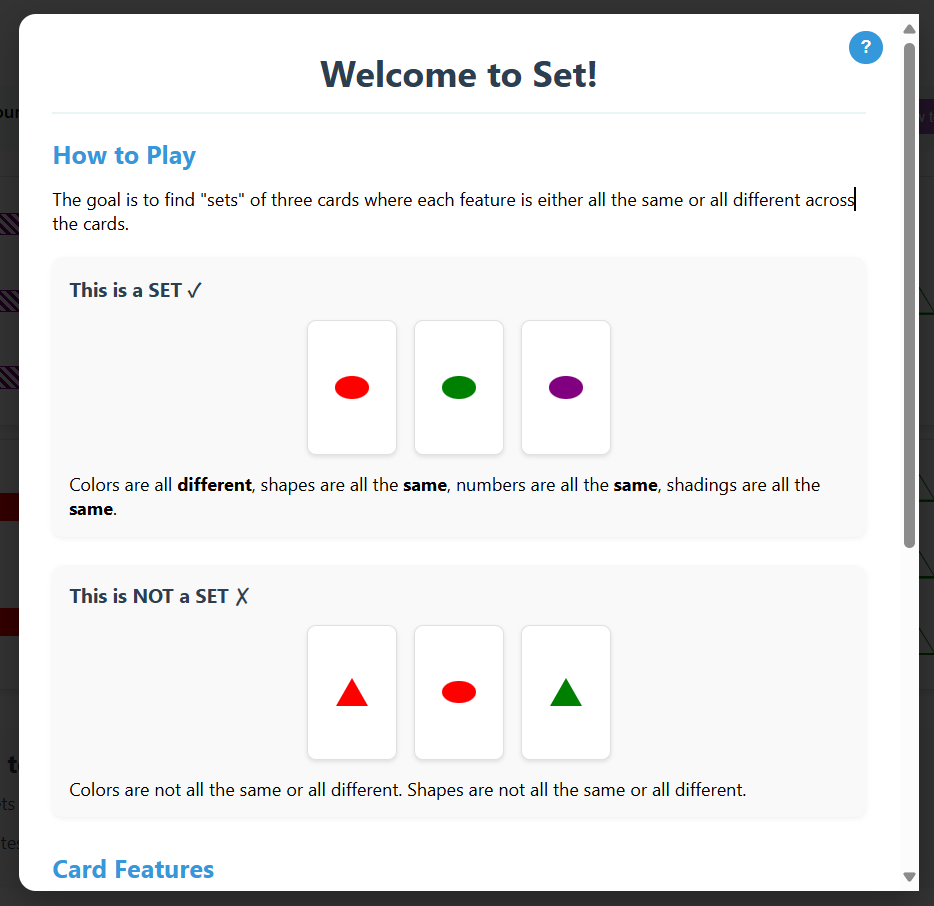 ?
Welcome to Set!
How to Play
The goal is to find "sets" of three cards where each feature is either all the same or all different across
the cards.
This is a SET ✓
Colors are all different, shapes are all the same, numbers are all the same, shadings are all the
same.
This is NOT a SET ✗
Colors are not all the same or all different. Shapes are not all the same or all different.
Card Features